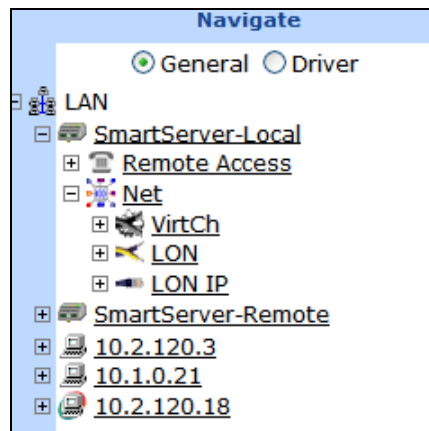 Navigate
General Driver
LAN
SmartServer-Local
Remote Access
Net
VirtCh
LON
LON IP
SmartServer-Remote
10.2.120.3
10.1.0.21
10.2.120.18